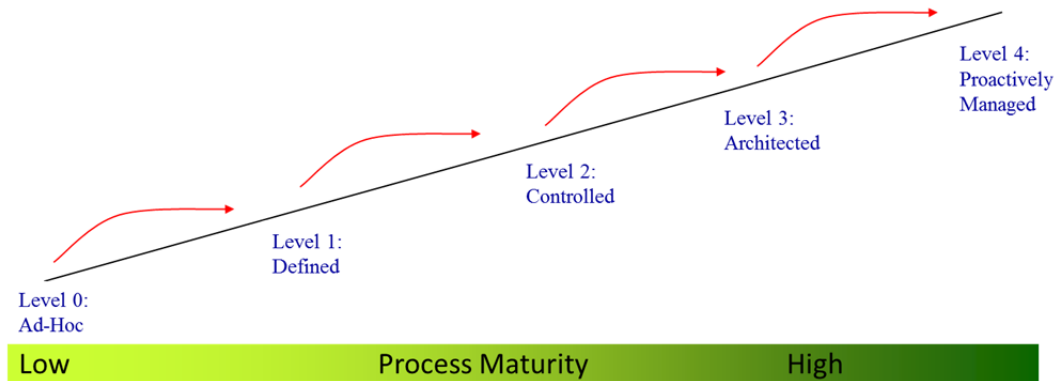 Level 4:
Proactively
Managed
Level 3:
Architected
Level 2:
Controlled
Level 1:
Defined
Level 0:
Ad-Hoc
Low Process Maturity High